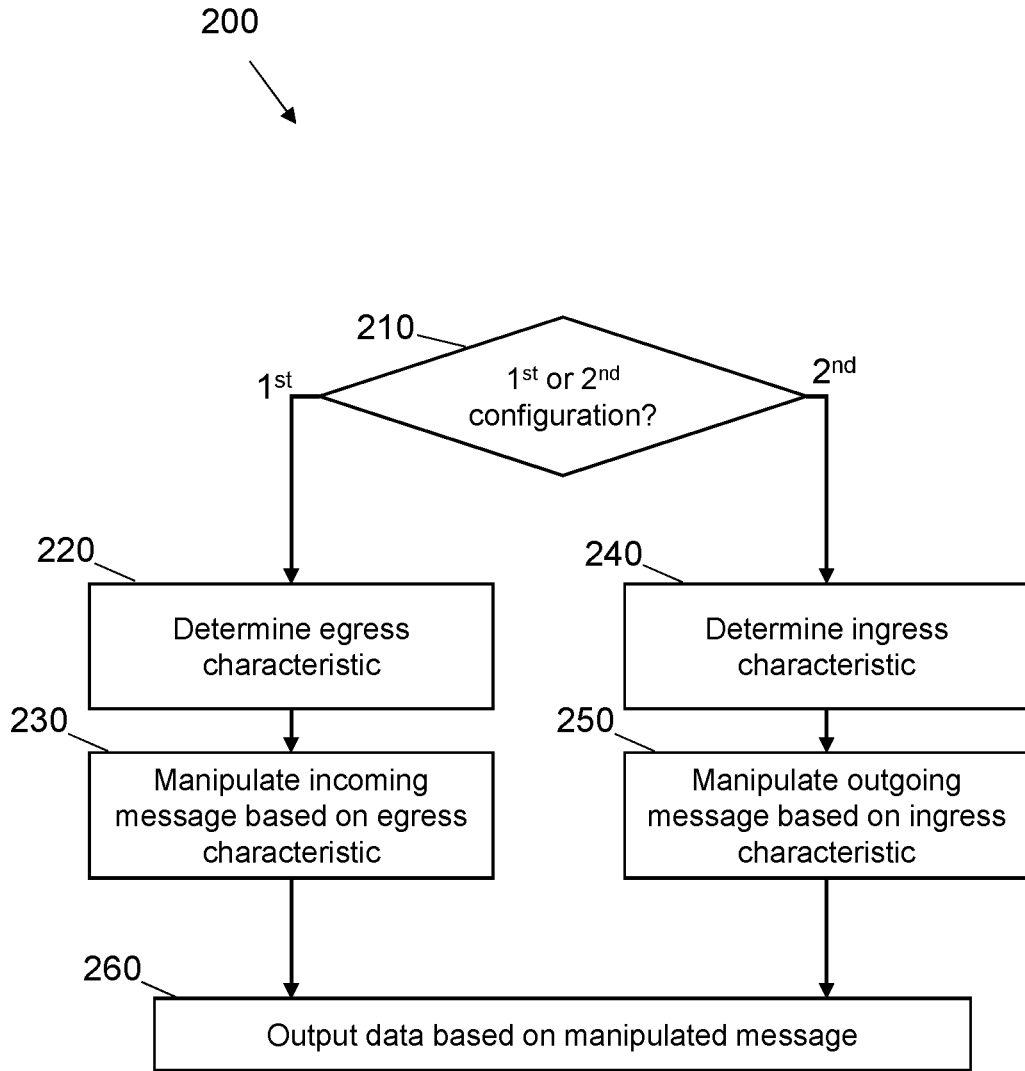 200
210
1st
1st or 2nd
configuration?
2nd
220
Determine egress
characteristic
240
Determine ingress
characteristic
230
Manipulate incoming
message based on egress
characteristic
250
Manipulate outgoing
message based on ingress
characteristic
260
Output data based on manipulated message